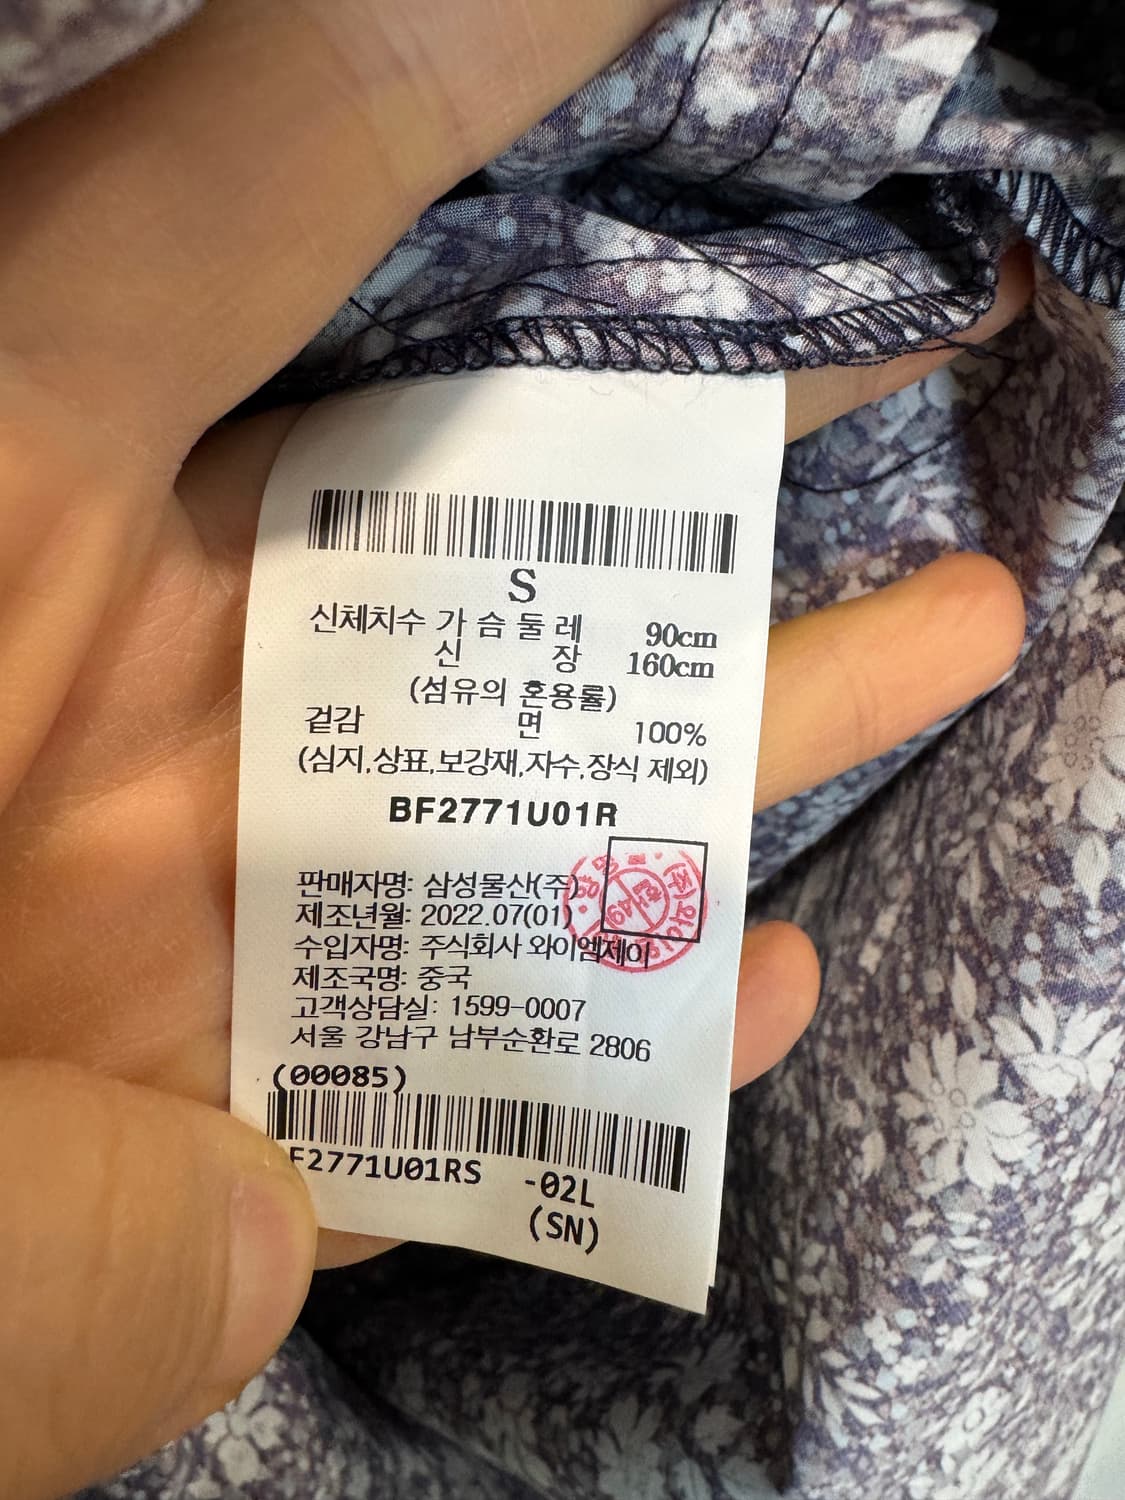 S
신체치수 가 슴 둘 레 90cm
신 장 160cm
(섬유의 혼용률)
겉감 면 100%
(심지,상표,보강재,자수,장식 제외)
BF2771U01R
판매자명: 삼성물산(주)
제조년월: 2022.07(01)
수입자명: 주식회사 와이엠제이
제조국명: 중국
고객상담실: 1599-0007
서울 강남구 남부순환로 2806
(00085)
F2771U01RS -02L
(SN)